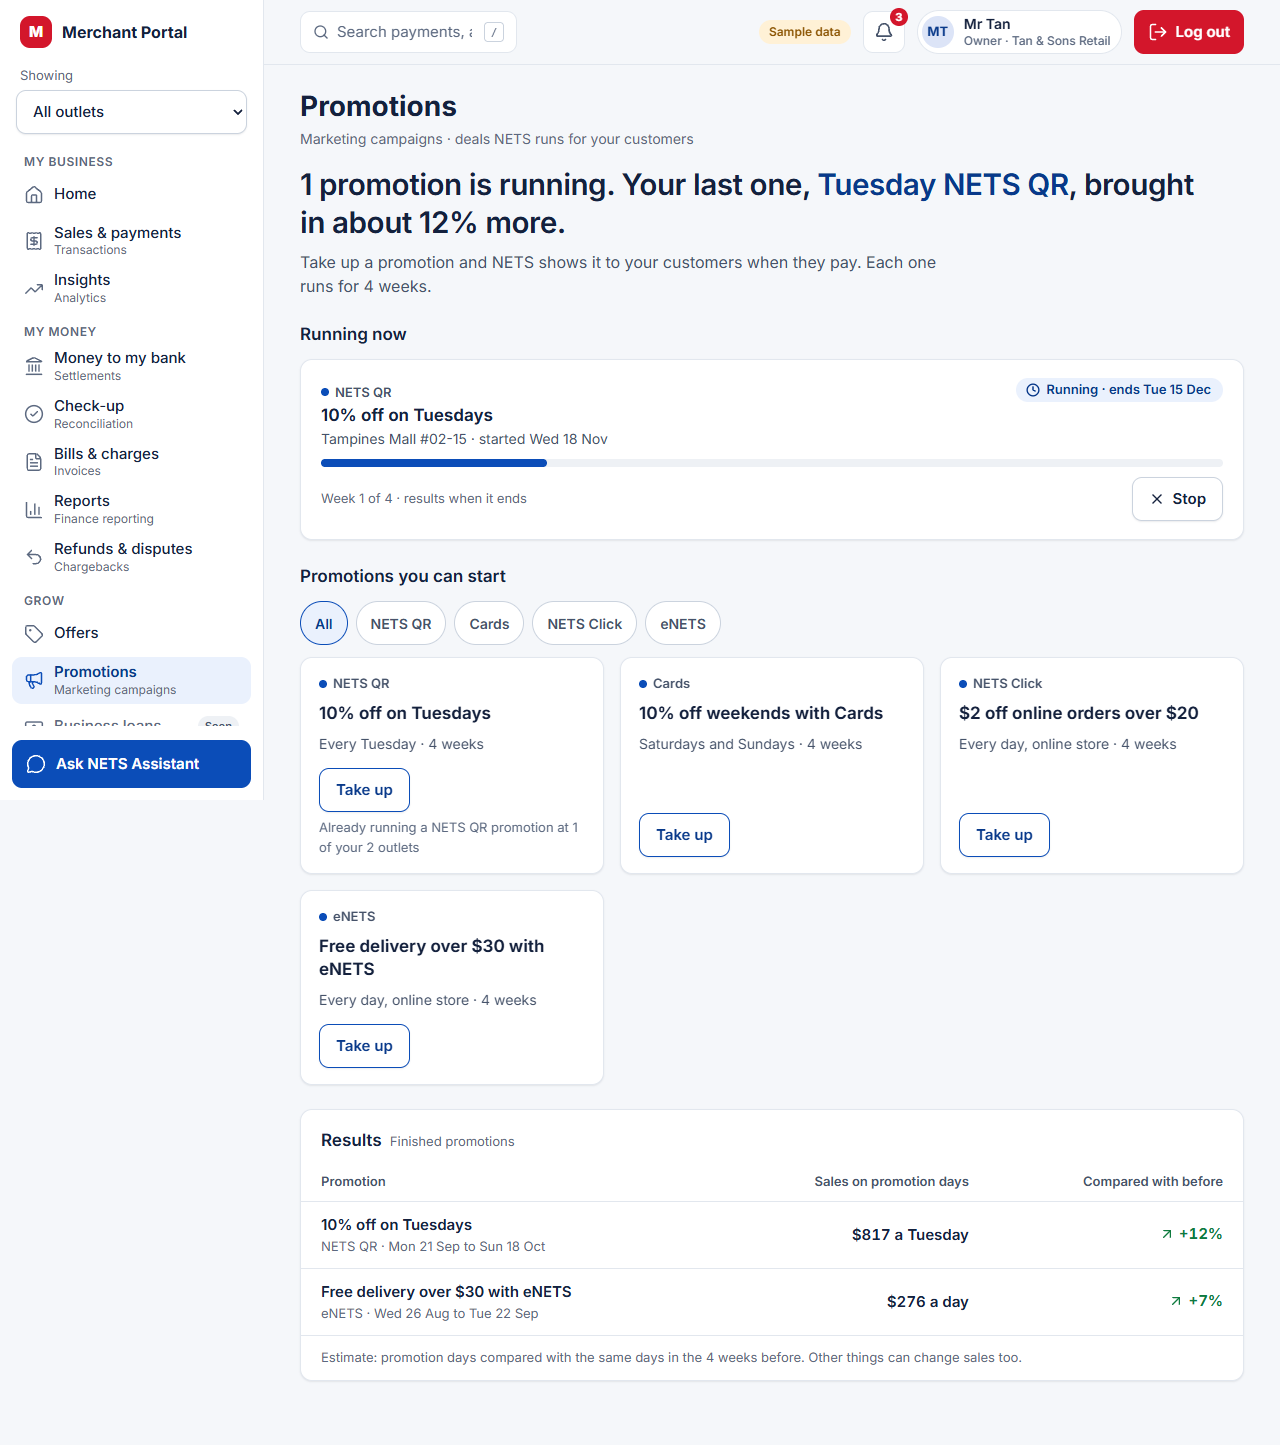 M Merchant Portal
Showing
All outlets
MY BUSINESS
Home
Sales & payments
Transactions
Insights
Analytics
MY MONEY
Money to my bank
Settlements
Check-up
Reconciliation
Bills & charges
Invoices
Reports
Finance reporting
Refunds & disputes
Chargebacks
GROW
Offers
Promotions
Marketing campaigns
Business loans Soon
Ask NETS Assistant
Search payments, /
Sample data
3
MT
Mr Tan
Owner · Tan & Sons Retail
Log out
Promotions
Marketing campaigns · deals NETS runs for your customers
1 promotion is running. Your last one, Tuesday NETS QR, brought
in about 12% more.
Take up a promotion and NETS shows it to your customers when they pay. Each one
runs for 4 weeks.
Running now
NETS QR
Running · ends Tue 15 Dec
10% off on Tuesdays
Tampines Mall #02-15 · started Wed 18 Nov
Week 1 of 4 · results when it ends
Stop
Promotions you can start
All NETS QR Cards NETS Click eNETS
NETS QR
10% off on Tuesdays
Every Tuesday · 4 weeks
Take up
Already running a NETS QR promotion at 1
of your 2 outlets
Cards
10% off weekends with Cards
Saturdays and Sundays · 4 weeks
Take up
NETS Click
$2 off online orders over $20
Every day, online store · 4 weeks
Take up
eNETS
Free delivery over $30 with
eNETS
Every day, online store · 4 weeks
Take up
Results Finished promotions
Promotion Sales on promotion days Compared with before
10% off on Tuesdays
NETS QR · Mon 21 Sep to Sun 18 Oct
$817 a Tuesday
+12%
Free delivery over $30 with eNETS
eNETS · Wed 26 Aug to Tue 22 Sep
$276 a day
+7%
Estimate: promotion days compared with the same days in the 4 weeks before. Other things can change sales too.